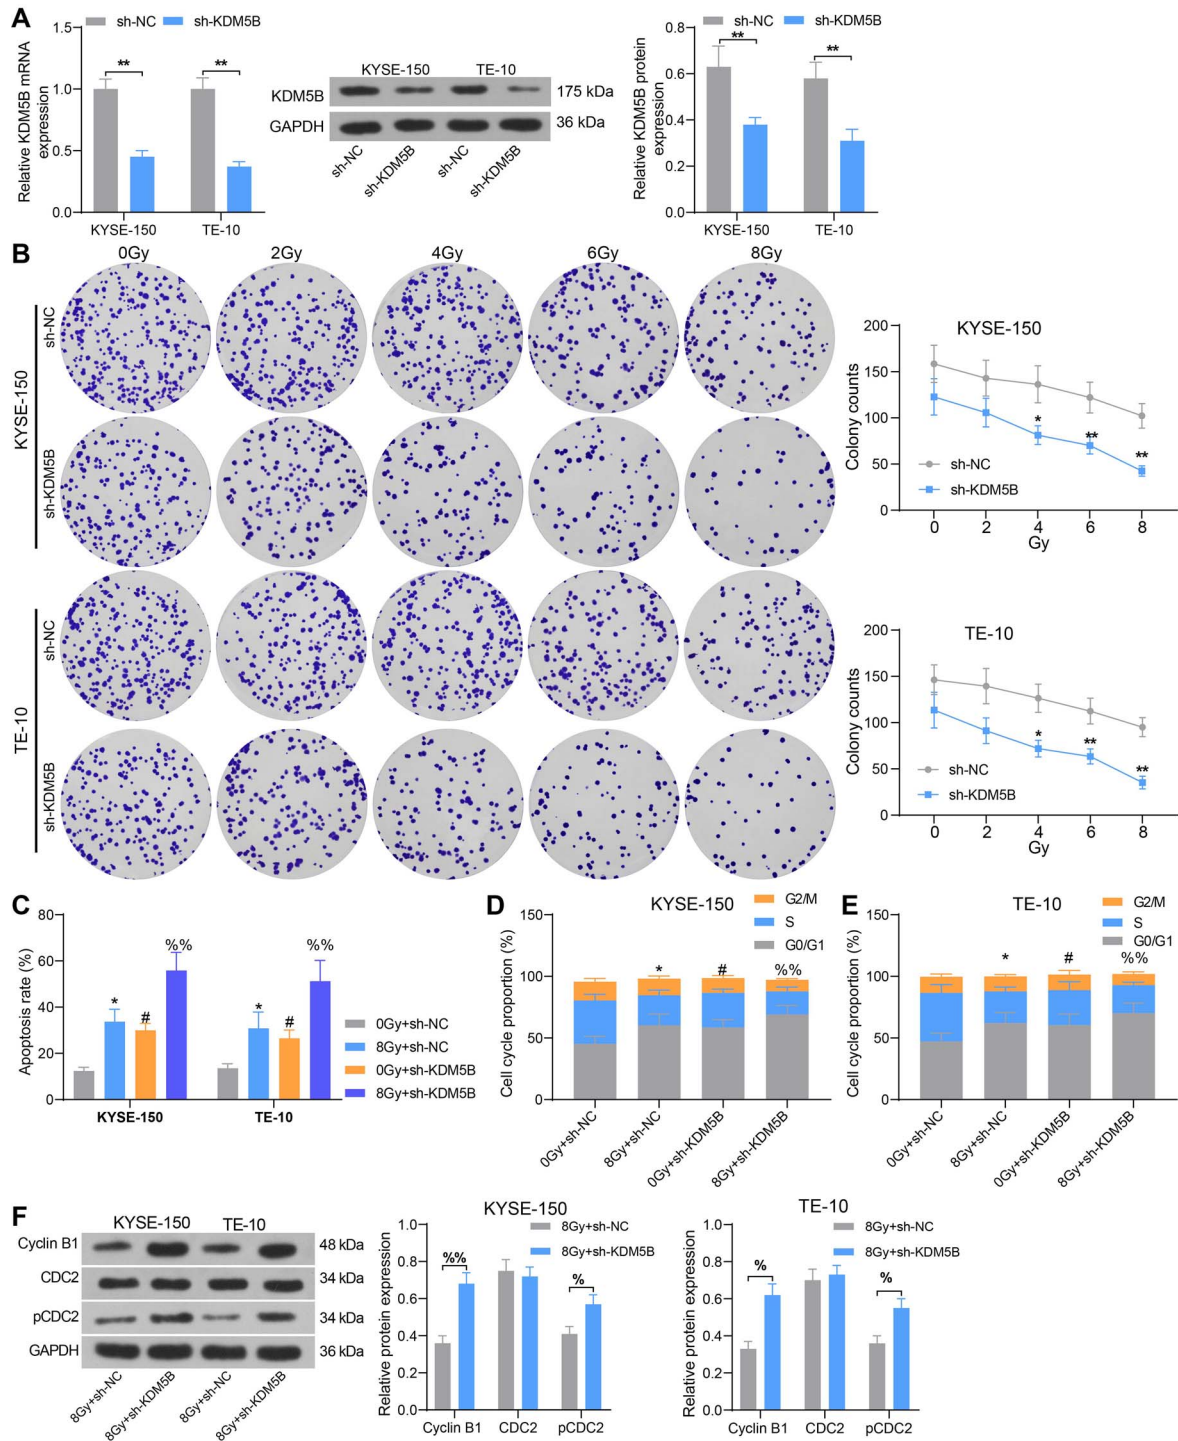 A
sh-NC sh-KDM5B
Relative KDM5B mRNA
expression
1.5
1.0
0.5
0.0
** **
KYSE-150 TE-10
KYSE-150 TE-10
KDM5B 175 kDa
GAPDH 36 kDa
sh-NC sh-KDM5B sh-NC sh-KDM5B
sh-NC sh-KDM5B
Relative KDM5B protein
expression
0.8
0.6
0.4
0.2
0.0
** **
KYSE-150 TE-10
B
0Gy 2Gy 4Gy 6Gy 8Gy
KYSE-150
sh-NC
sh-KDM5B
TE-10
sh-NC
sh-KDM5B
KYSE-150
Colony counts
200
150
100
50
0
* ** **
sh-NC
sh-KDM5B
0 2 4 6 8
Gy
TE-10
Colony counts
200
150
100
50
0
* ** **
sh-NC
sh-KDM5B
0 2 4 6 8
Gy
C
Apoptosis rate (%)
80
60
40
20
0
* # %% * # %%
KYSE-150 TE-10
0Gy+sh-NC
8Gy+sh-NC
0Gy+sh-KDM5B
8Gy+sh-KDM5B
D
KYSE-150
G2/M
S
G0/G1
Cell cycle proportion (%)
150
100
50
0
* # %%
0Gy+sh-NC 8Gy+sh-NC 0Gy+sh-KDM5B 8Gy+sh-KDM5B
E
TE-10
G2/M
S
G0/G1
Cell cycle proportion (%)
150
100
50
0
* # %%
0Gy+sh-NC 8Gy+sh-NC 0Gy+sh-KDM5B 8Gy+sh-KDM5B
F
KYSE-150 TE-10
Cyclin B1 48 kDa
CDC2 34 kDa
pCDC2 34 kDa
GAPDH 36 kDa
8Gy+sh-NC 8Gy+sh-KDM5B 8Gy+sh-NC 8Gy+sh-KDM5B
KYSE-150
8Gy+sh-NC
8Gy+sh-KDM5B
Relative protein expression
1.0
0.8
0.6
0.4
0.2
0.0
%% %
Cyclin B1 CDC2 pCDC2
TE-10
8Gy+sh-NC
8Gy+sh-KDM5B
Relative protein expression
1.0
0.8
0.6
0.4
0.2
0.0
% %
Cyclin B1 CDC2 pCDC2